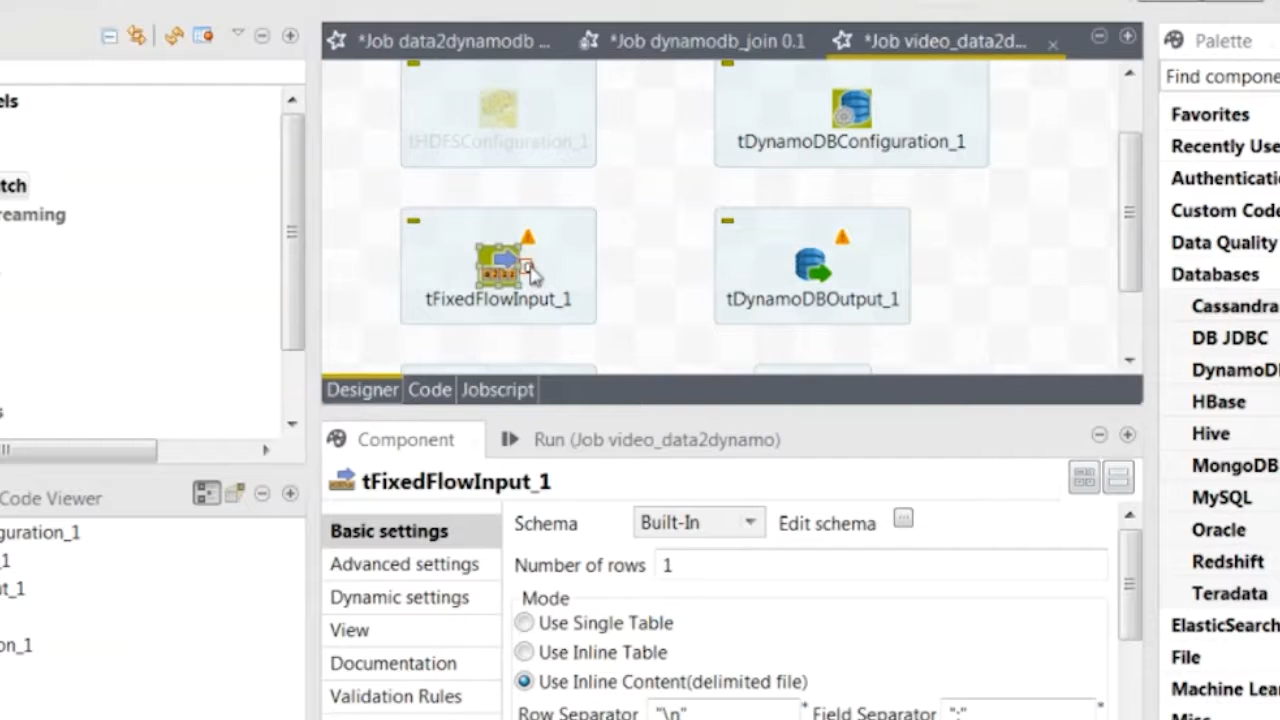 *Job data2dynamodb ...
*Job dynamodb_join 0.1
*Job video_data2d...
Palette
Find compone
els
tch
reaming
s
tHDFSConfiguration_1
tDynamoDBConfiguration_1
tFixedFlowInput_1
tDynamoDBOutput_1
Designer
Code
Jobscript
Favorites
Recently Use
Authenticati
Custom Code
Data Quality
Databases
Cassandra
DB JDBC
DynamoD
HBase
Hive
MongoDB
MySQL
Oracle
Redshift
Teradata
ElasticSearch
File
Machine Lea
Code Viewer
guration_1
_1
ut_1
on_1
Component
Run (Job video_data2dynamo)
tFixedFlowInput_1
Basic settings
Advanced settings
Dynamic settings
View
Documentation
Validation Rules
Schema
Built-In
Edit schema
...
Number of rows
1
Mode
Use Single Table
Use Inline Table
Use Inline Content(delimited file)
Row Separator
"\n"
*
Field Separator
";"
*